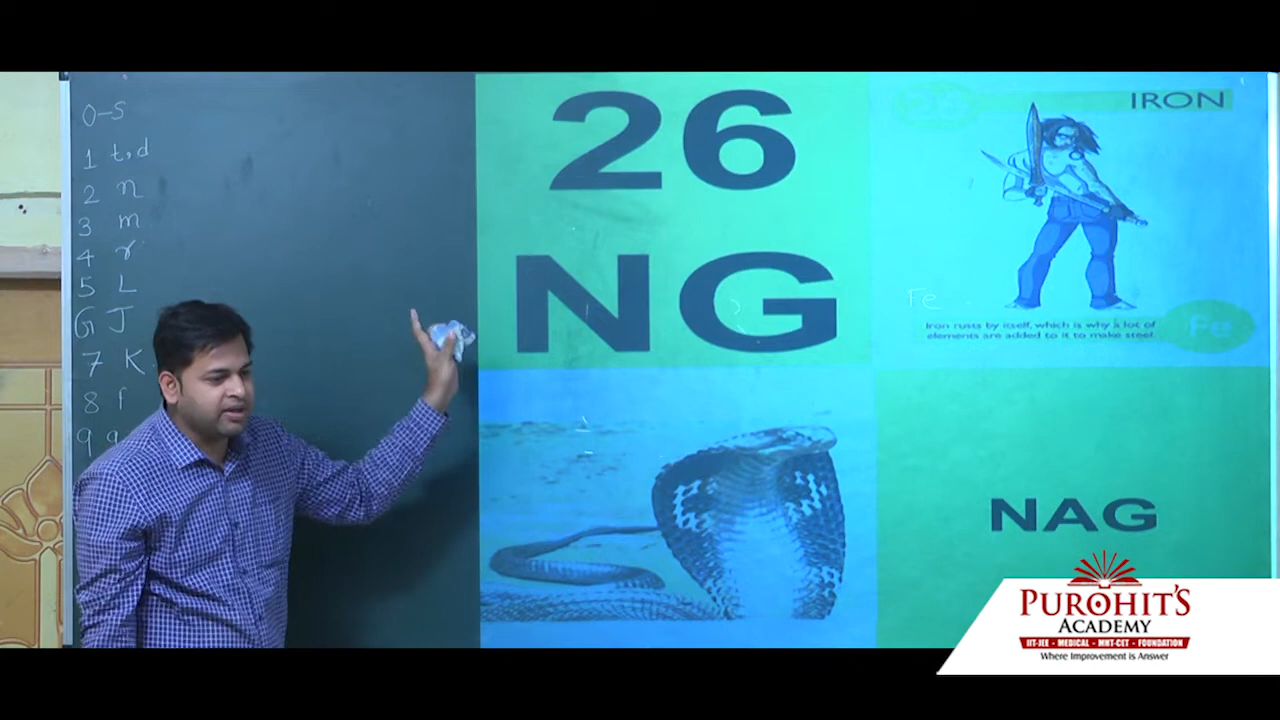 0-S
1 t,d
2 n
3 m
4 r
5 L
G J
7 K
8 f
9
26
NG
26 IRON
Fe
Iron rusts by itself, which is why a lot of
elements are added to it to make steel.
Fe
NAG
PUROHIT'S
ACADEMY
IIT-JEE - MEDICAL - MHT-CET - FOUNDATION
Where Improvement is Answer